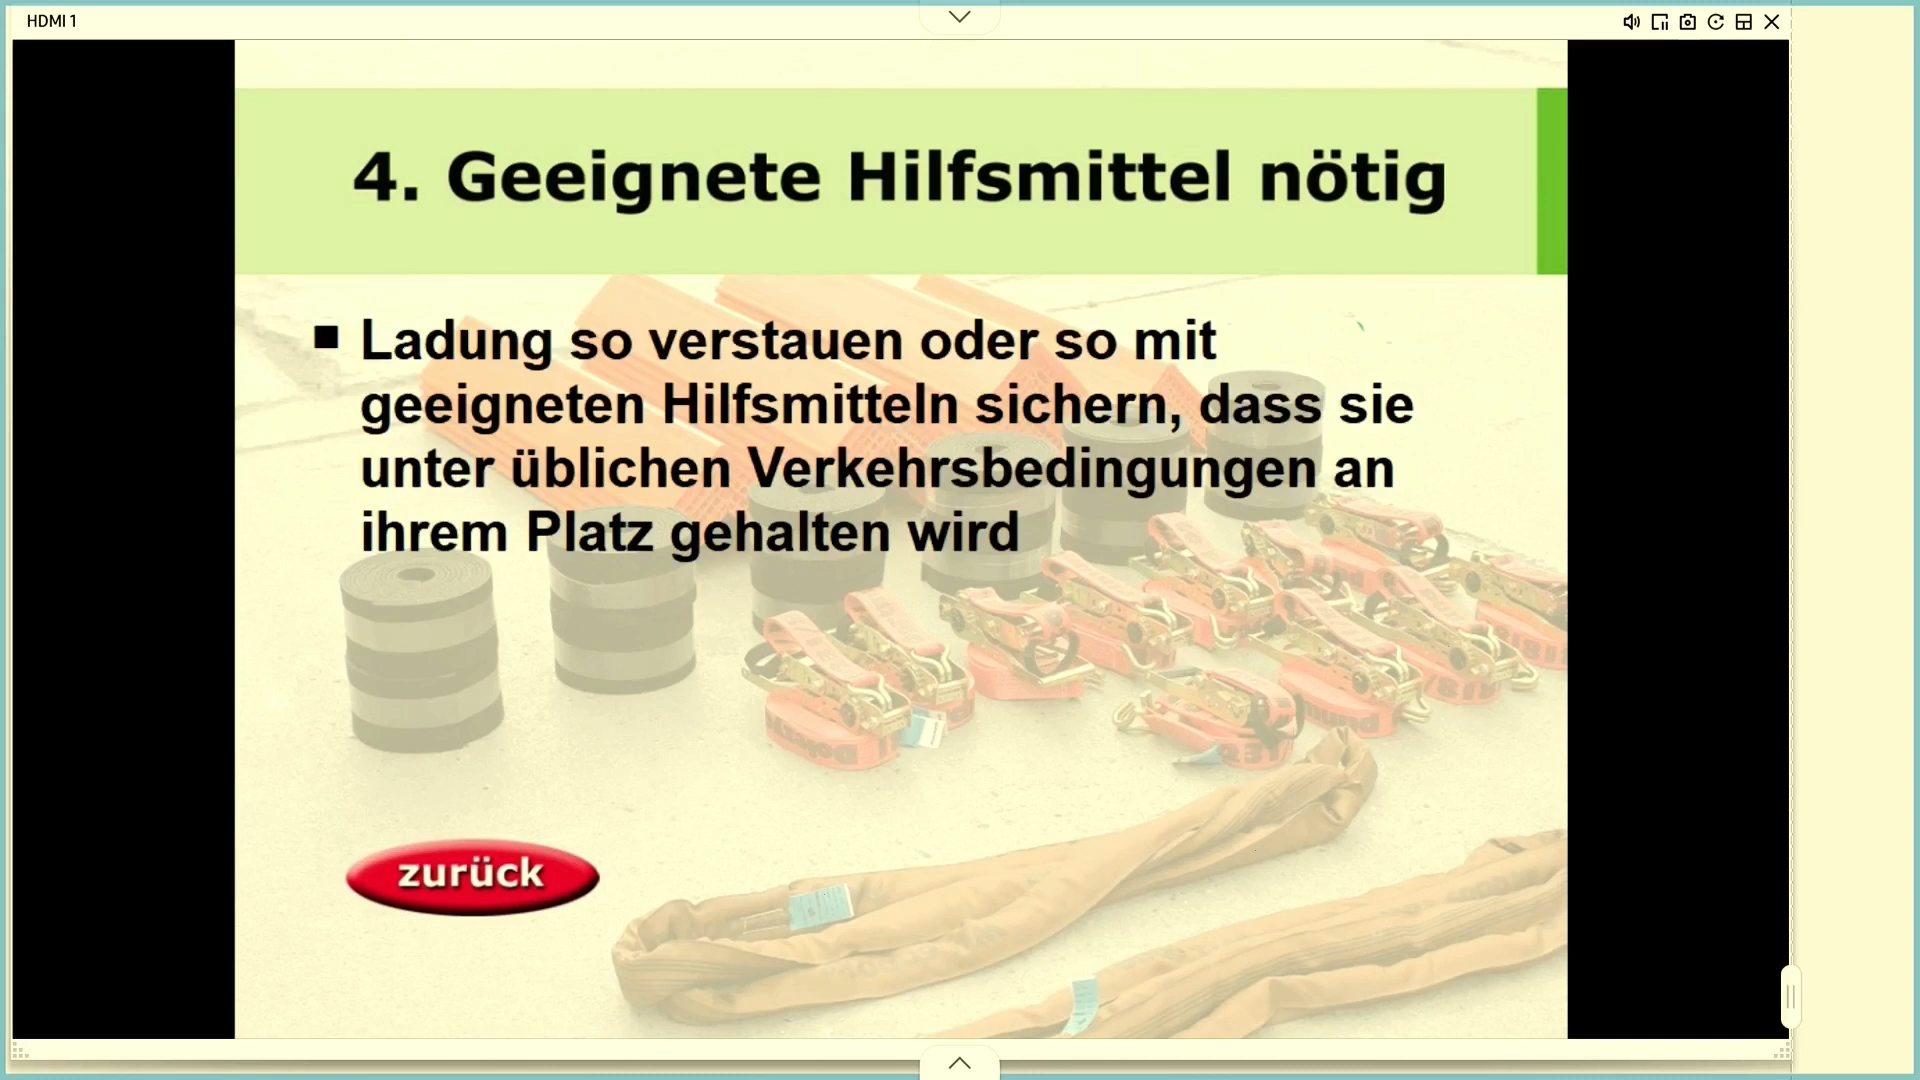 HDMI 1
4. Geeignete Hilfsmittel nötig
■ Ladung so verstauen oder so mit
geeigneten Hilfsmitteln sichern, dass sie
unter üblichen Verkehrsbedingungen an
ihrem Platz gehalten wird
zurück